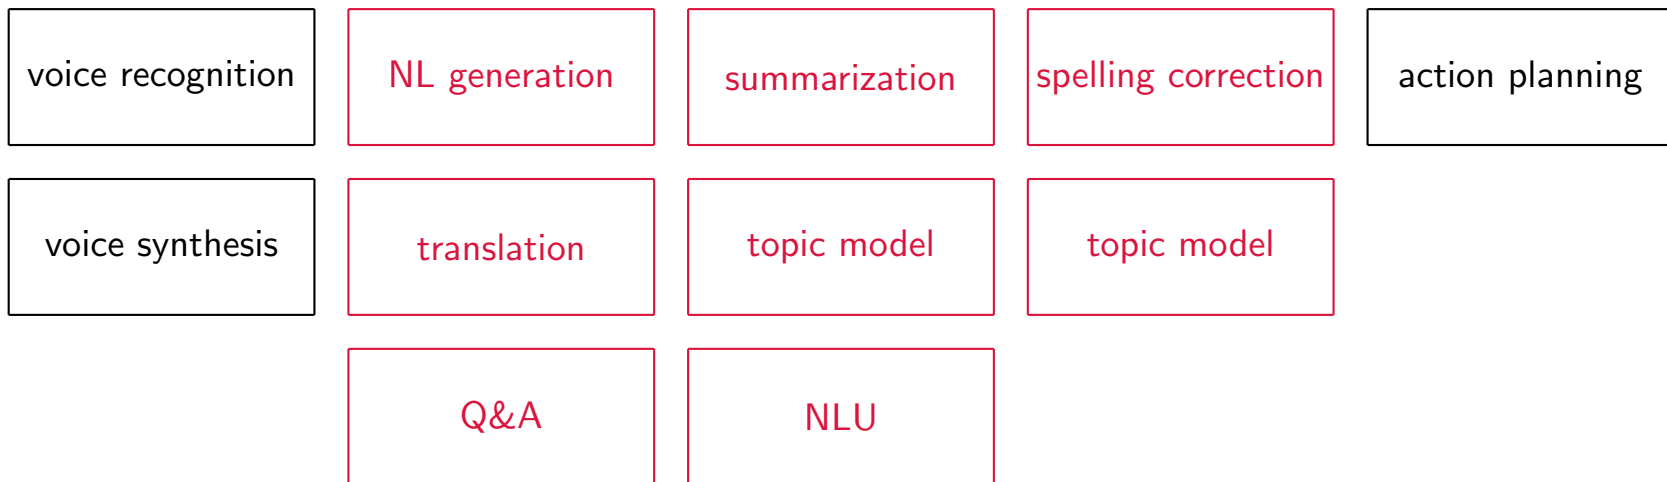 voice recognition
NL generation
summarization
spelling correction
action planning
voice synthesis
translation
topic model
topic model
Q&A
NLU